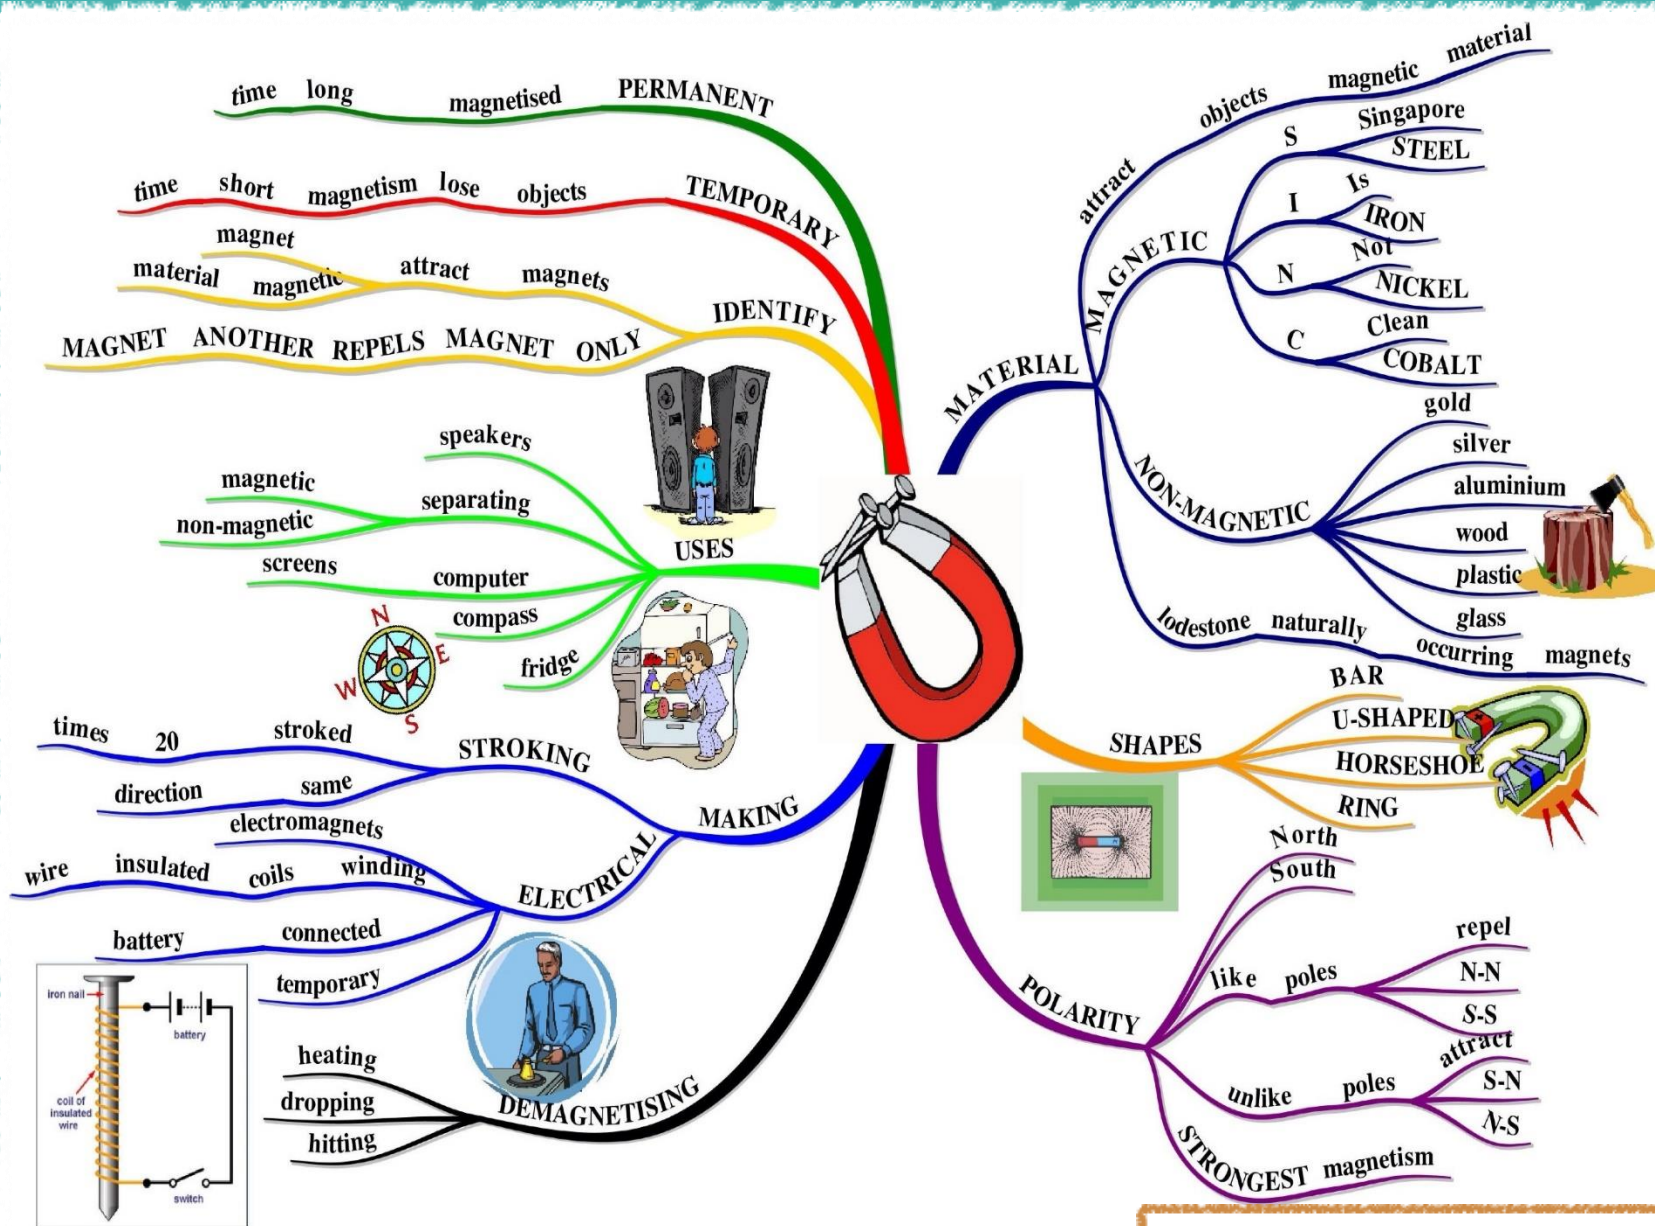 PERMANENT
magnetised
long
time
TEMPORARY
objects
lose
magnetism
short
time
IDENTIFY
magnets
attract
magnet
magnetic
material
ONLY
MAGNET
REPELS
ANOTHER
MAGNET
USES
speakers
separating
magnetic
non-magnetic
computer
screens
compass
fridge
N
E
W
S
MAKING
STROKING
stroked
20
times
same
direction
ELECTRICAL
electromagnets
winding
coils
insulated
wire
connected
battery
temporary
DEMAGNETISING
heating
dropping
hitting
iron nail
battery
coil of
insulated
wire
switch
MATERIAL
attract
objects
magnetic
material
MAGNETIC
S
Singapore
STEEL
I
Is
IRON
N
Not
NICKEL
C
Clean
COBALT
NON-MAGNETIC
gold
silver
aluminium
wood
plastic
glass
lodestone
naturally
occurring
magnets
SHAPES
BAR
U-SHAPED
HORSESHOE
RING
POLARITY
North
South
like
poles
repel
N-N
S-S
unlike
poles
attract
S-N
N-S
STRONGEST
magnetism